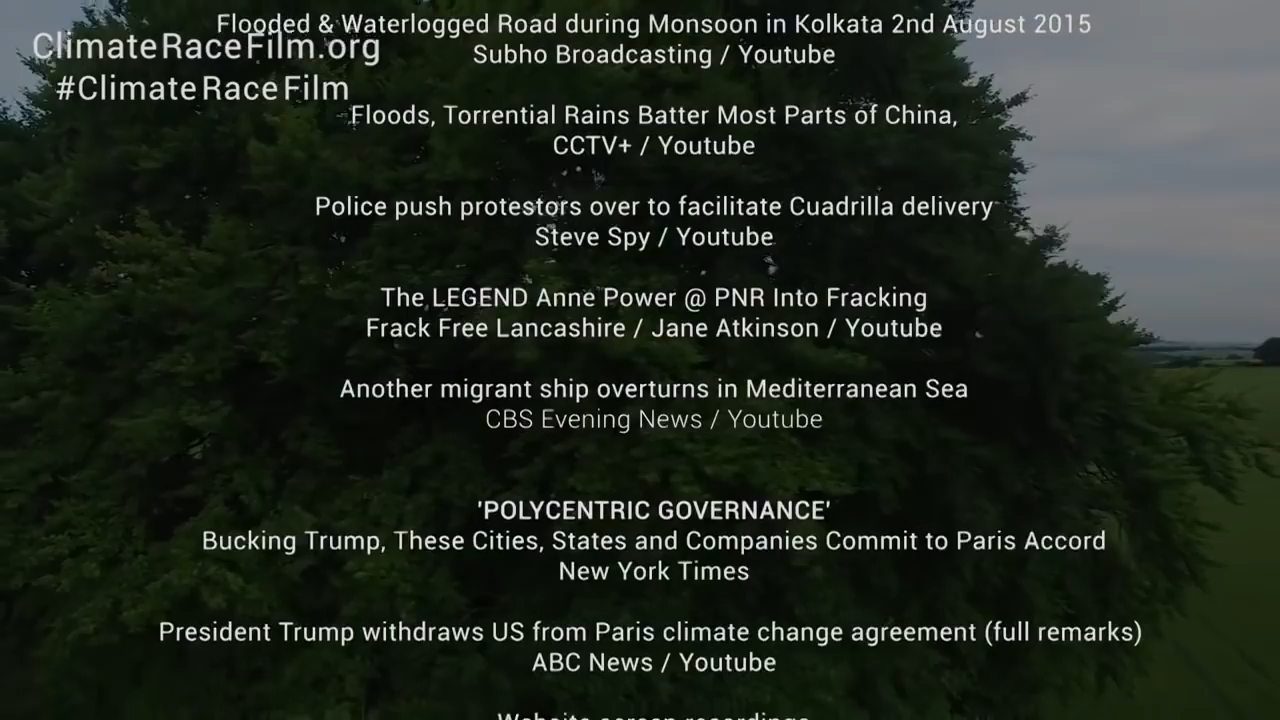 Flooded & Waterlogged Road during Monsoon in Kolkata 2nd August 2015
Subho Broadcasting / Youtube
ClimateRaceFilm.org
#ClimateRaceFilm
Floods, Torrential Rains Batter Most Parts of China,
CCTV+ / Youtube
Police push protestors over to facilitate Cuadrilla delivery
Steve Spy / Youtube
The LEGEND Anne Power @ PNR Into Fracking
Frack Free Lancashire / Jane Atkinson / Youtube
Another migrant ship overturns in Mediterranean Sea
CBS Evening News / Youtube
'POLYCENTRIC GOVERNANCE'
Bucking Trump, These Cities, States and Companies Commit to Paris Accord
New York Times
President Trump withdraws US from Paris climate change agreement (full remarks)
ABC News / Youtube
Website screen recordings